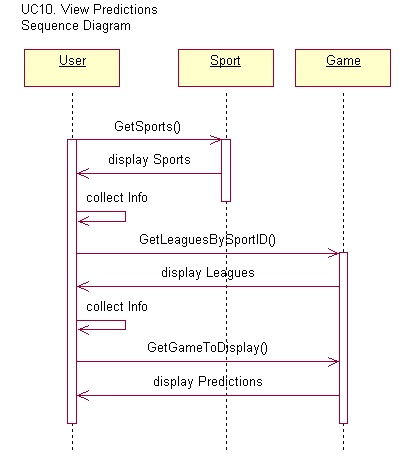 UC10. View Predictions
Sequence Diagram
User
Sport
Game
GetSports()
display Sports
collect Info
GetLeaguesBySportID()
display Leagues
collect Info
GetGameToDisplay()
display Predictions